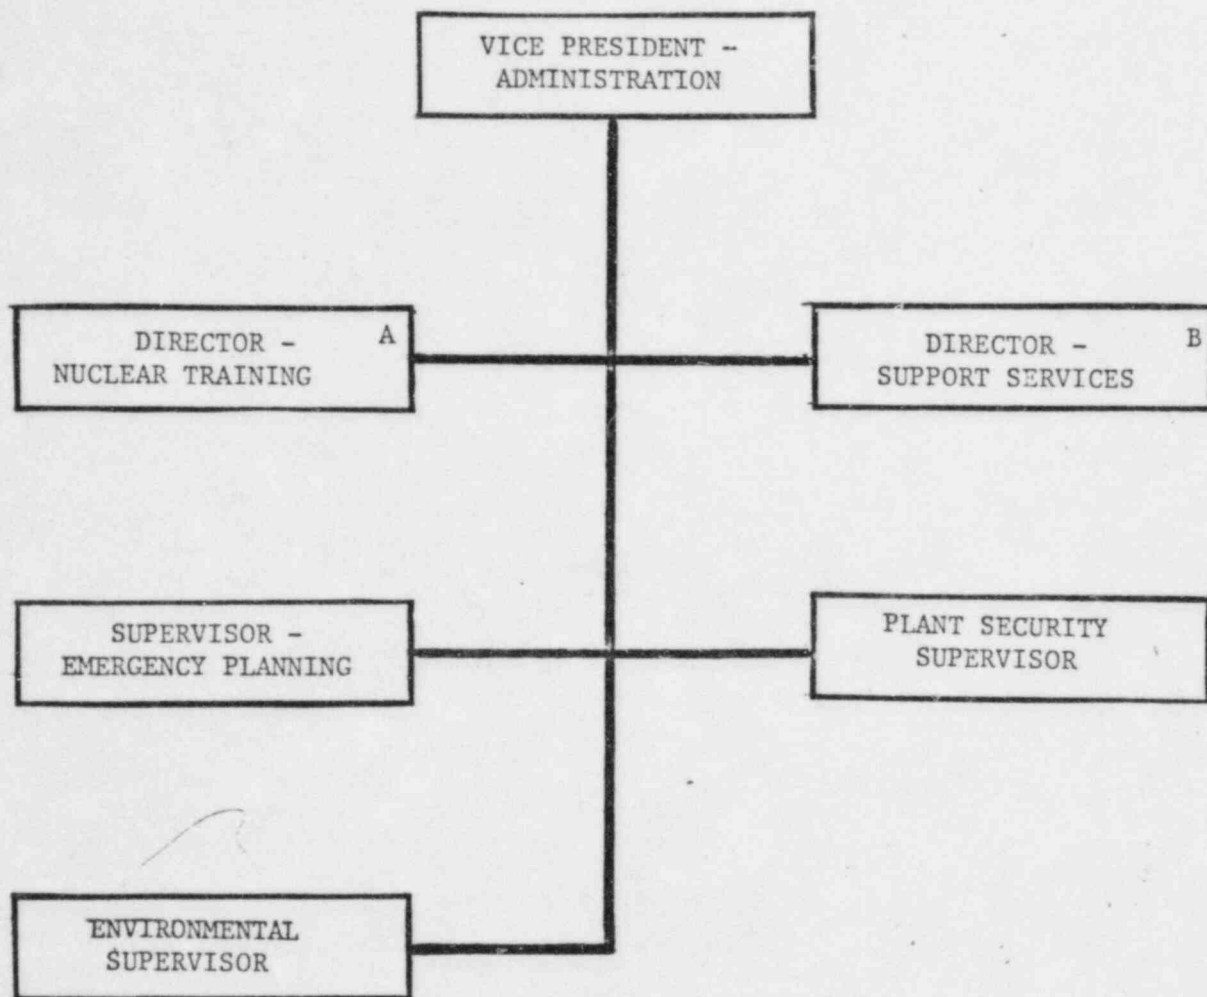 VICE PRESIDENT -
ADMINISTRATION
DIRECTOR -
NUCLEAR TRAINING
A
DIRECTOR -
SUPPORT SERVICES
B
SUPERVISOR -
EMERGENCY PLANNING
PLANT SECURITY
SUPERVISOR
ENVIRONMENTAL
SUPERVISOR